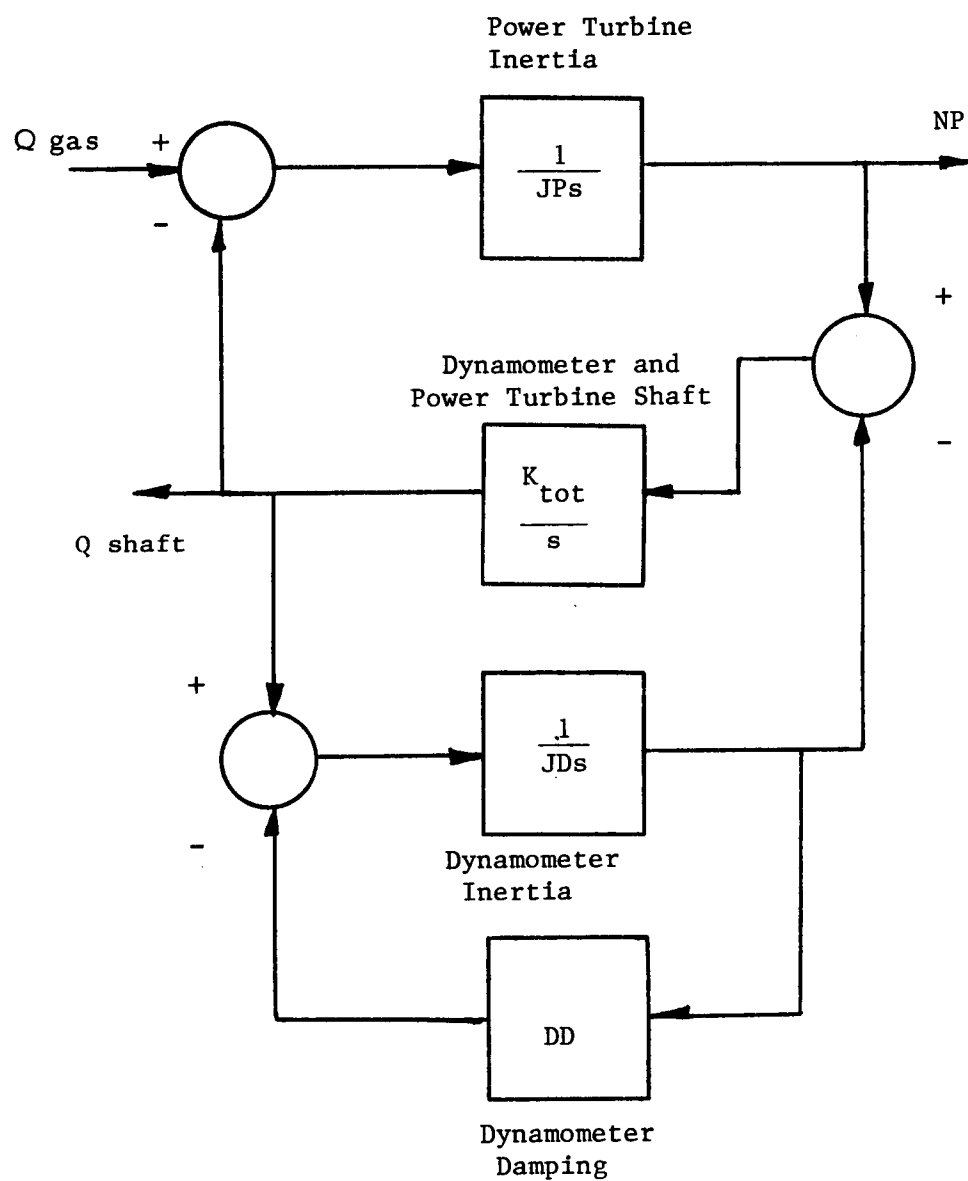 Power Turbine
Inertia
Q gas
+
-
1
JPs
NP
+
-
Dynamometer and
Power Turbine Shaft
K tot
s
Q shaft
+
-
1
JDs
Dynamometer
Inertia
DD
Dynamometer
Damping